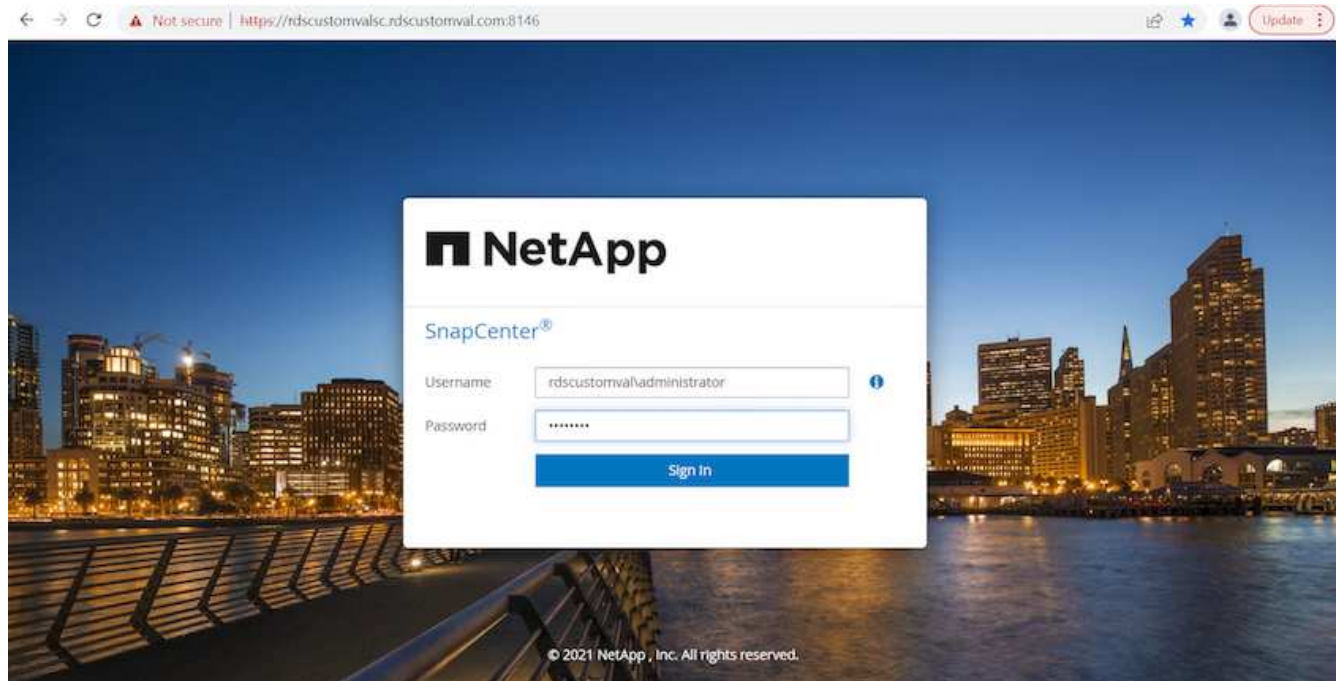 Not secure | https://rdscustomvalsc.rdscustomval.com:8146 Update
NetApp
SnapCenter®
Username rdscustomval\administrator
Password ••••••••
Sign In
© 2021 NetApp , Inc. All rights reserved.